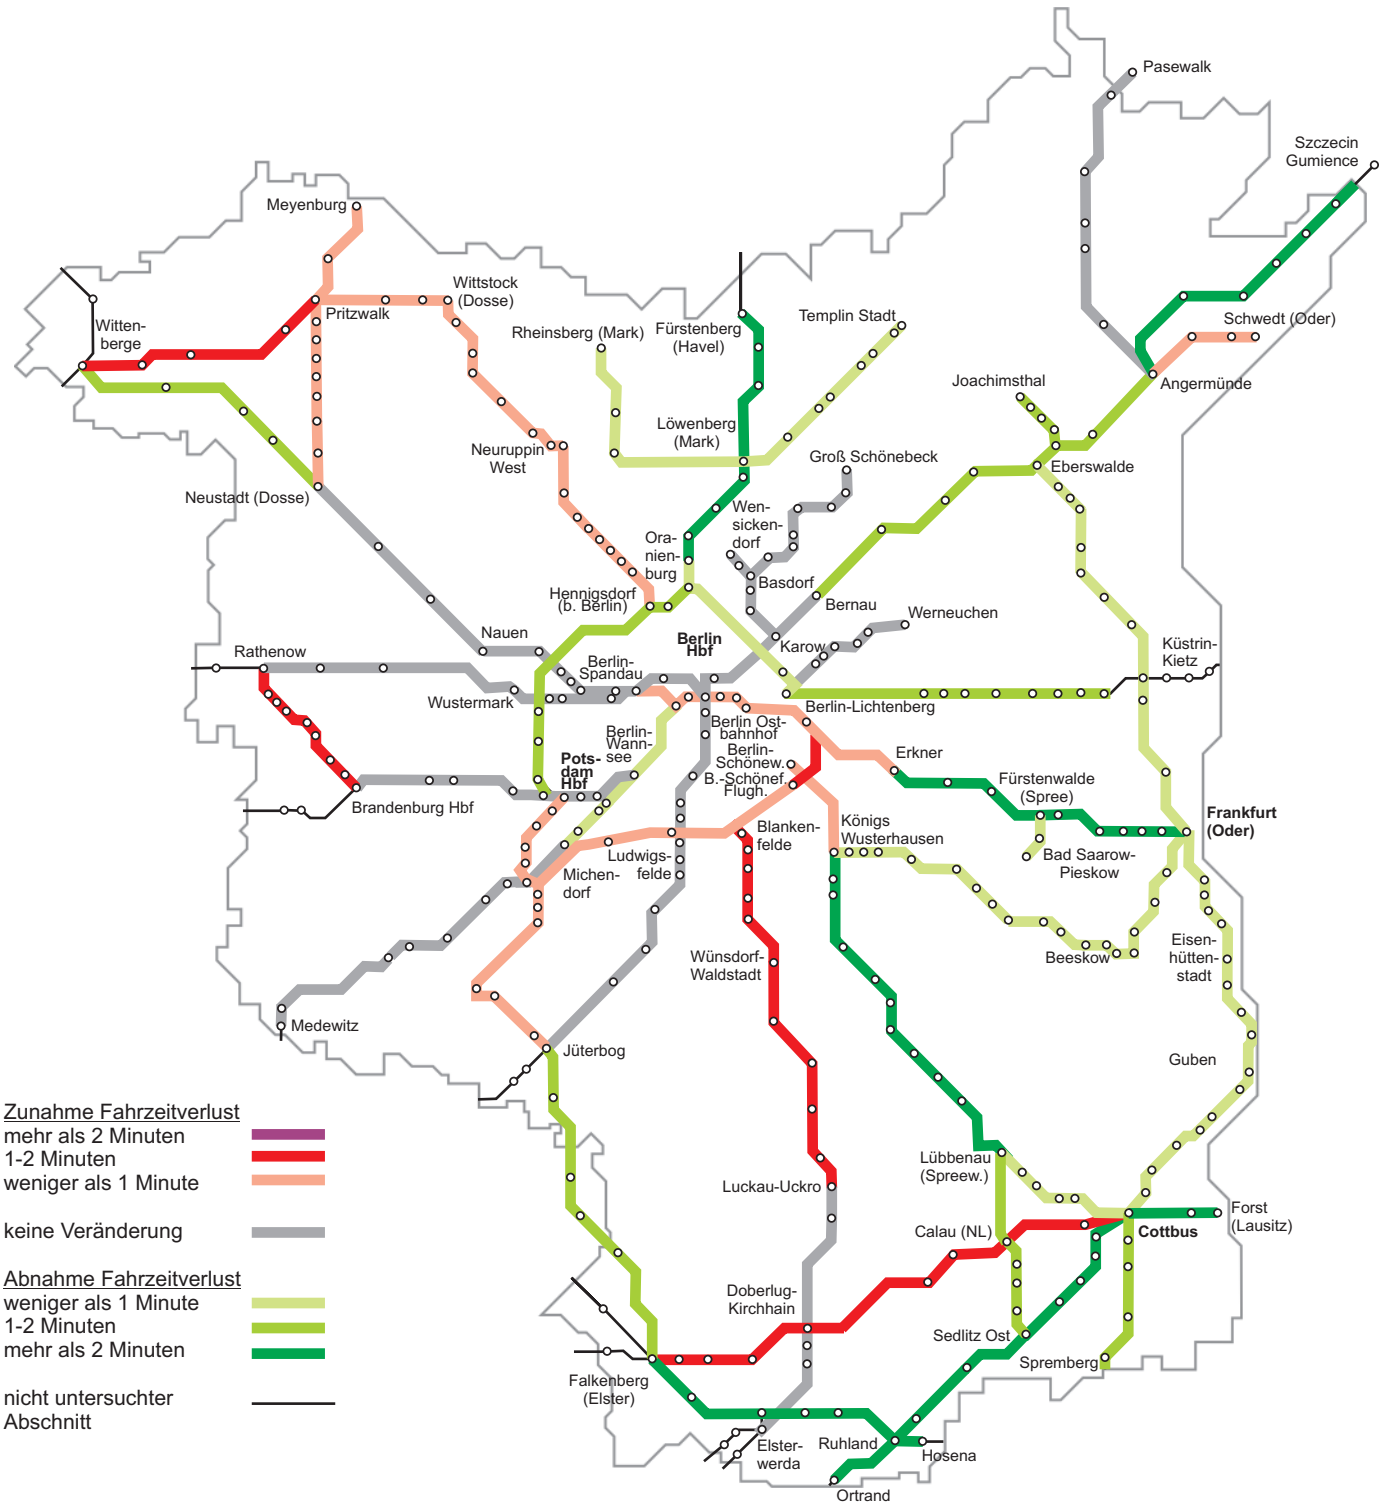 Pasewalk
Szczecin
Gumience
Meyenburg
Wittstock
(Dosse)
Pritzwalk
Witten-
berge
Rheinsberg (Mark)
Fürstenberg
(Havel)
Templin Stadt
Schwedt (Oder)
Angermünde
Joachimsthal
Löwenberg
(Mark)
Neuruppin
West
Groß Schönebeck
Eberswalde
Neustadt (Dosse)
Wen-
sicken-
dorf
Ora-
nien-
burg
Basdorf
Hennigsdorf
(b. Berlin)
Bernau
Werneuchen
Nauen
Berlin
Hbf
Karow
Küstrin-
Kietz
Rathenow
Berlin-
Spandau
Wustermark
Berlin-Lichtenberg
Berlin Ost-
bahnhof
Berlin-
Wann-
see
Berlin-
Schönew.
B.-Schönef.
Flugh.
Erkner
Pots-
dam
Hbf
Fürstenwalde
(Spree)
Brandenburg Hbf
Frankfurt
(Oder)
Blanken-
felde
Königs
Wusterhausen
Ludwigs-
felde
Bad Saarow-
Pieskow
Michen-
dorf
Wünsdorf-
Waldstadt
Beeskow
Eisen-
hütten-
stadt
Medewitz
Jüterbog
Guben
Zunahme Fahrzeitverlust
mehr als 2 Minuten
1-2 Minuten
weniger als 1 Minute
keine Veränderung
Abnahme Fahrzeitverlust
weniger als 1 Minute
1-2 Minuten
mehr als 2 Minuten
nicht untersuchter
Abschnitt
Lübbenau
(Spreew.)
Luckau-Uckro
Forst
(Lausitz)
Calau (NL)
Cottbus
Doberlug-
Kirchhain
Sedlitz Ost
Spremberg
Falkenberg
(Elster)
Elster-
werda
Ruhland
Hosena
Ortrand